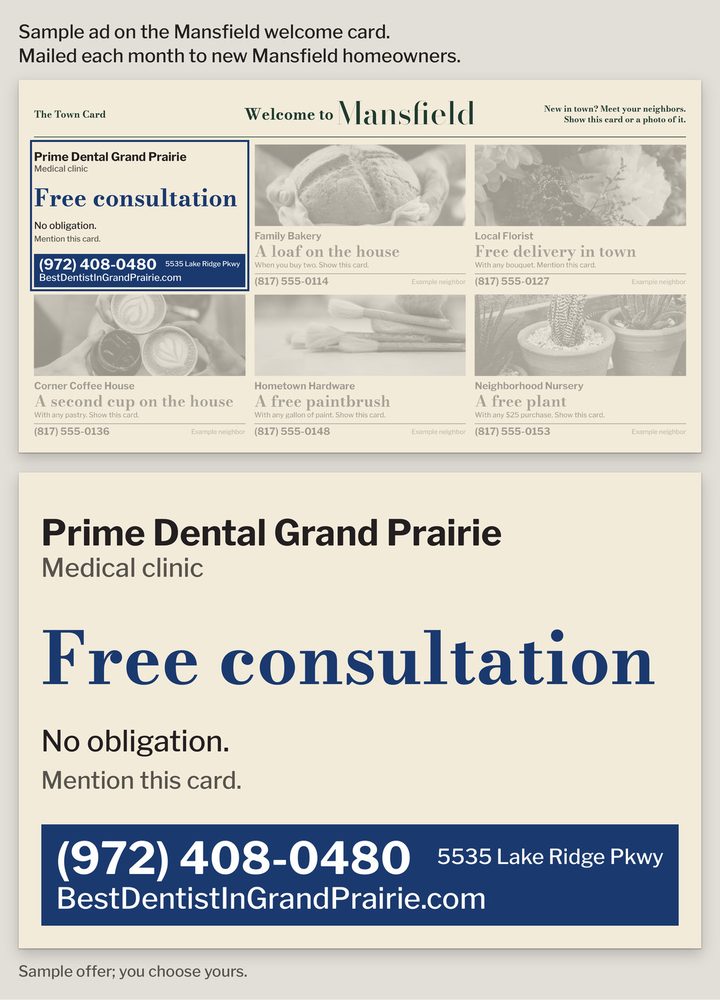 Sample ad on the Mansfield welcome card.
Mailed each month to new Mansfield homeowners.
The Town Card
Welcome to Mansfield
New in town? Meet your neighbors.
Show this card or a photo of it.
Prime Dental Grand Prairie
Medical clinic
Free consultation
No obligation.
Mention this card.
(972) 408-0480 5535 Lake Ridge Pkwy
BestDentistInGrandPrairie.com
Family Bakery
A loaf on the house
When you buy two. Show this card.
(817) 555-0114 Example neighbor
Local Florist
Free delivery in town
With any bouquet. Mention this card.
(817) 555-0127 Example neighbor
Corner Coffee House
A second cup on the house
With any pastry. Show this card.
(817) 555-0136 Example neighbor
Hometown Hardware
A free paintbrush
With any gallon of paint. Show this card.
(817) 555-0148 Example neighbor
Neighborhood Nursery
A free plant
With any $25 purchase. Show this card.
(817) 555-0153 Example neighbor
Prime Dental Grand Prairie
Medical clinic
Free consultation
No obligation.
Mention this card.
(972) 408-0480 5535 Lake Ridge Pkwy
BestDentistInGrandPrairie.com
Sample offer; you choose yours.